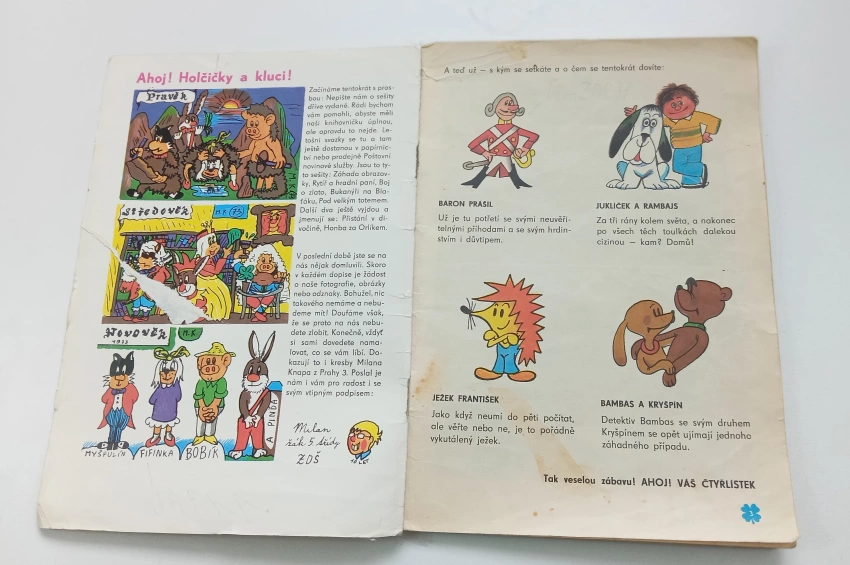 Ahoj! Holčičky a kluci!
Pravěk
MK
Středověk
M.K (73)
Novověk
1973
M.K
MYŠPULÍN
FIFINKA
BOBÍK
A PINĎA
Začínáme tentokrát s pros-
bou: Nepište nám o sešity
dříve vydané. Rádi bychom
vám pomohli, abyste měli
naši knihovničku úplnou,
ale opravdu to nejde. Le-
tošní svazky se tu a tam
ještě dostanou v papírnic-
tví nebo prodejně Poštovní
novinové služby. Jsou to ty-
to sešity: Záhada obrazov-
ky, Rytíř a hradní paní, Boj
o zlato, Bukanýři na Bla-
ťáku, Pod velkým totemem.
Další dva ještě vyjdou a
jmenují se: Přistání v di-
vočině, Honba za Orlíkem.
V poslední době jste se na
nás nějak domluvili. Skoro
v každém dopise je žádost
o naše fotografie, obrázky
nebo odznaky. Bohužel, nic
takového nemáme a nebu-
deme mít! Doufáme však,
že se proto na nás nebu-
dete zlobit. Konečně, vždyť
si sami dovedete nama-
lovat, co se vám líbí. Do-
kazují to i kresby Milana
Knapa z Prahy 3. Poslal je
nám i vám pro radost i se
svým vtipným podpisem:
Milan
žák 5. třídy
ZDŠ
A teď už — s kým se setkáte a o čem se tentokrát dovíte:
BARON PRÁŠIL
Už je tu potřetí se svými neuvěři-
telnými příhodami a se svým hrdin-
stvím i důvtipem.
JUKLÍČEK A RAMBAJS
Za tři rány kolem světa, a nakonec
po všech těch toulkách dalekou
cizinou — kam? Domů!
JEŽEK FRANTIŠEK
Jako když neumí do pěti počítat,
ale věřte nebo ne, je to pořádně
vykutálený ježek.
BAMBAS A KRYŠPÍN
Detektiv Bambas se svým druhem
Kryšpínem se opět ujímají jednoho
záhadného případu.
Tak veselou zábavu! AHOJ! VÁŠ ČTYŘLÍSTEK
3